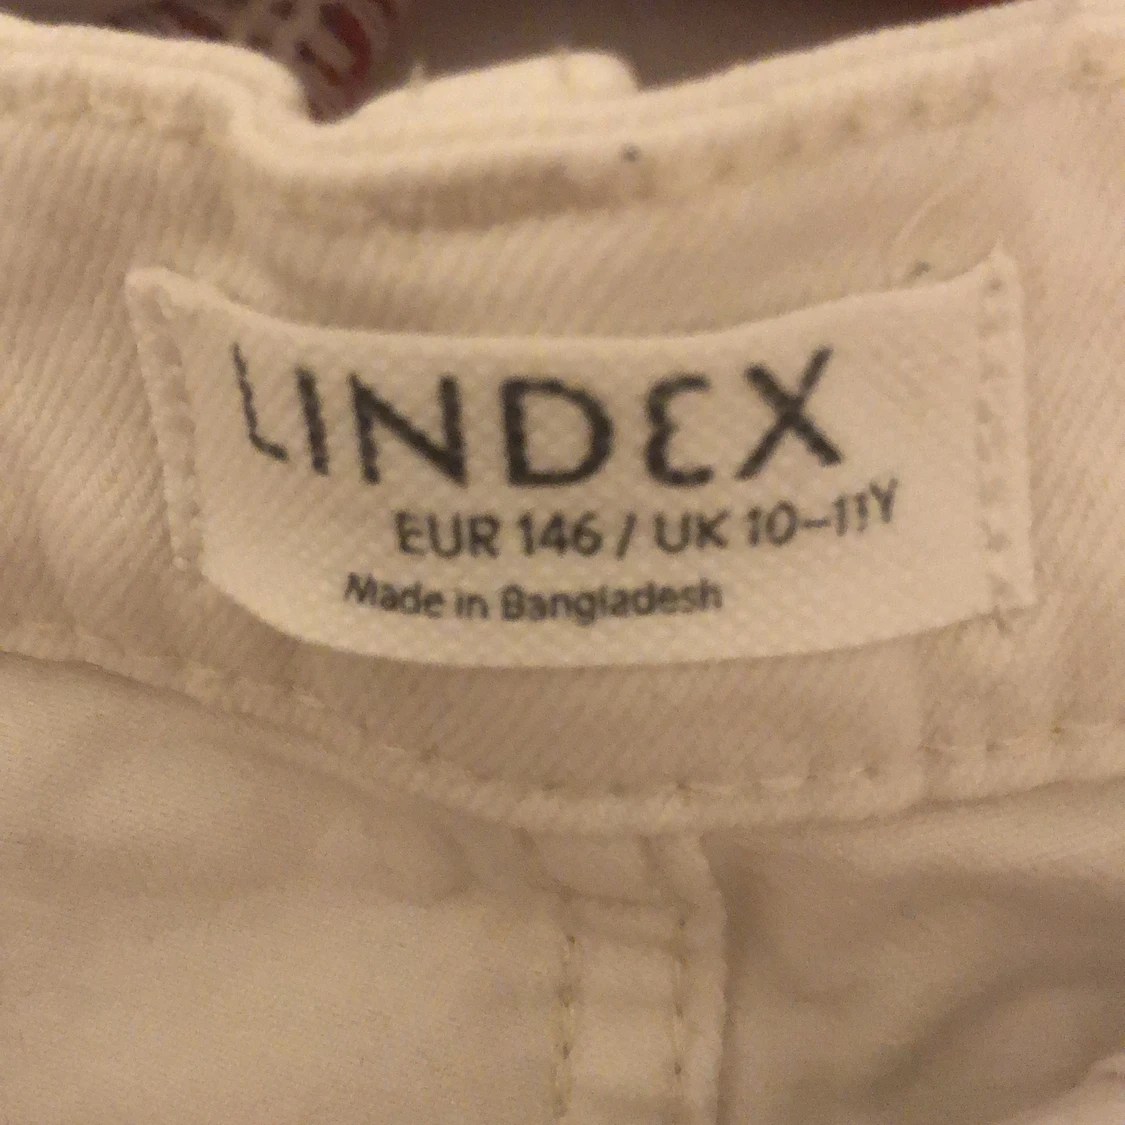 LINDEX
EUR 146 / UK 10–11Y
Made in Bangladesh